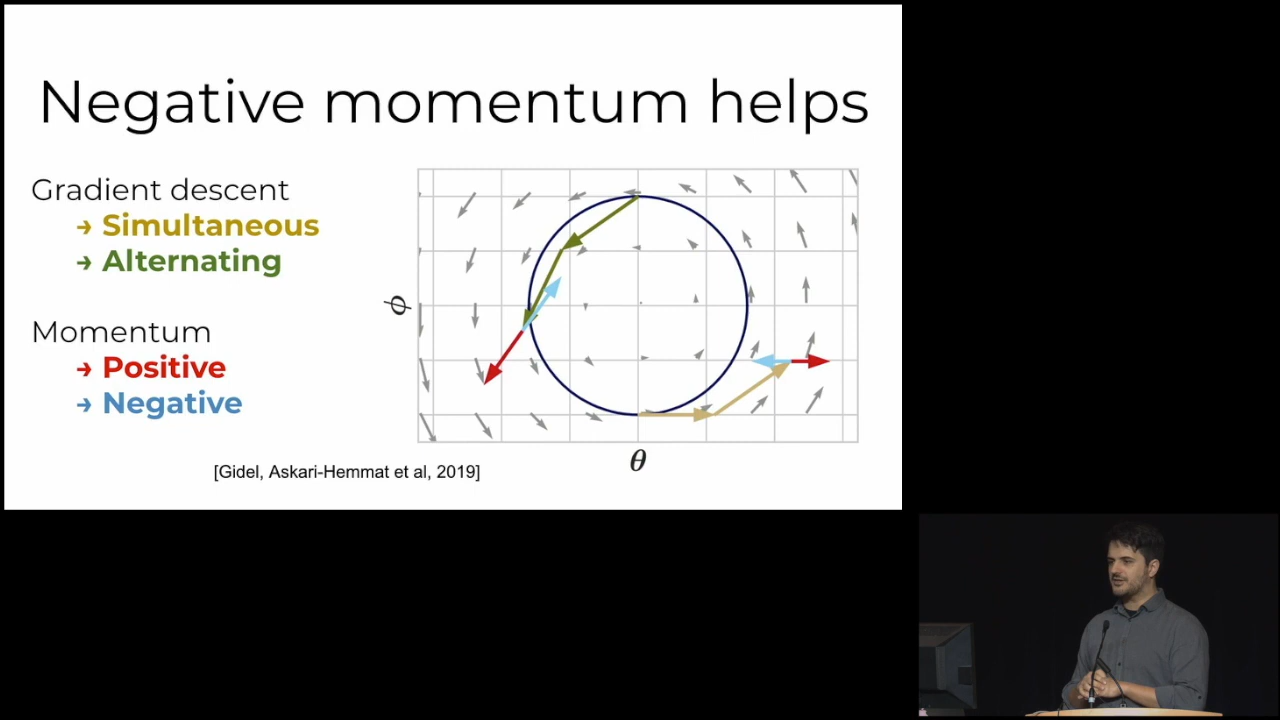 Negative momentum helps
Gradient descent
→ Simultaneous
→ Alternating
Momentum
→ Positive
→ Negative
ϕ
θ
[Gidel, Askari-Hemmat et al, 2019]